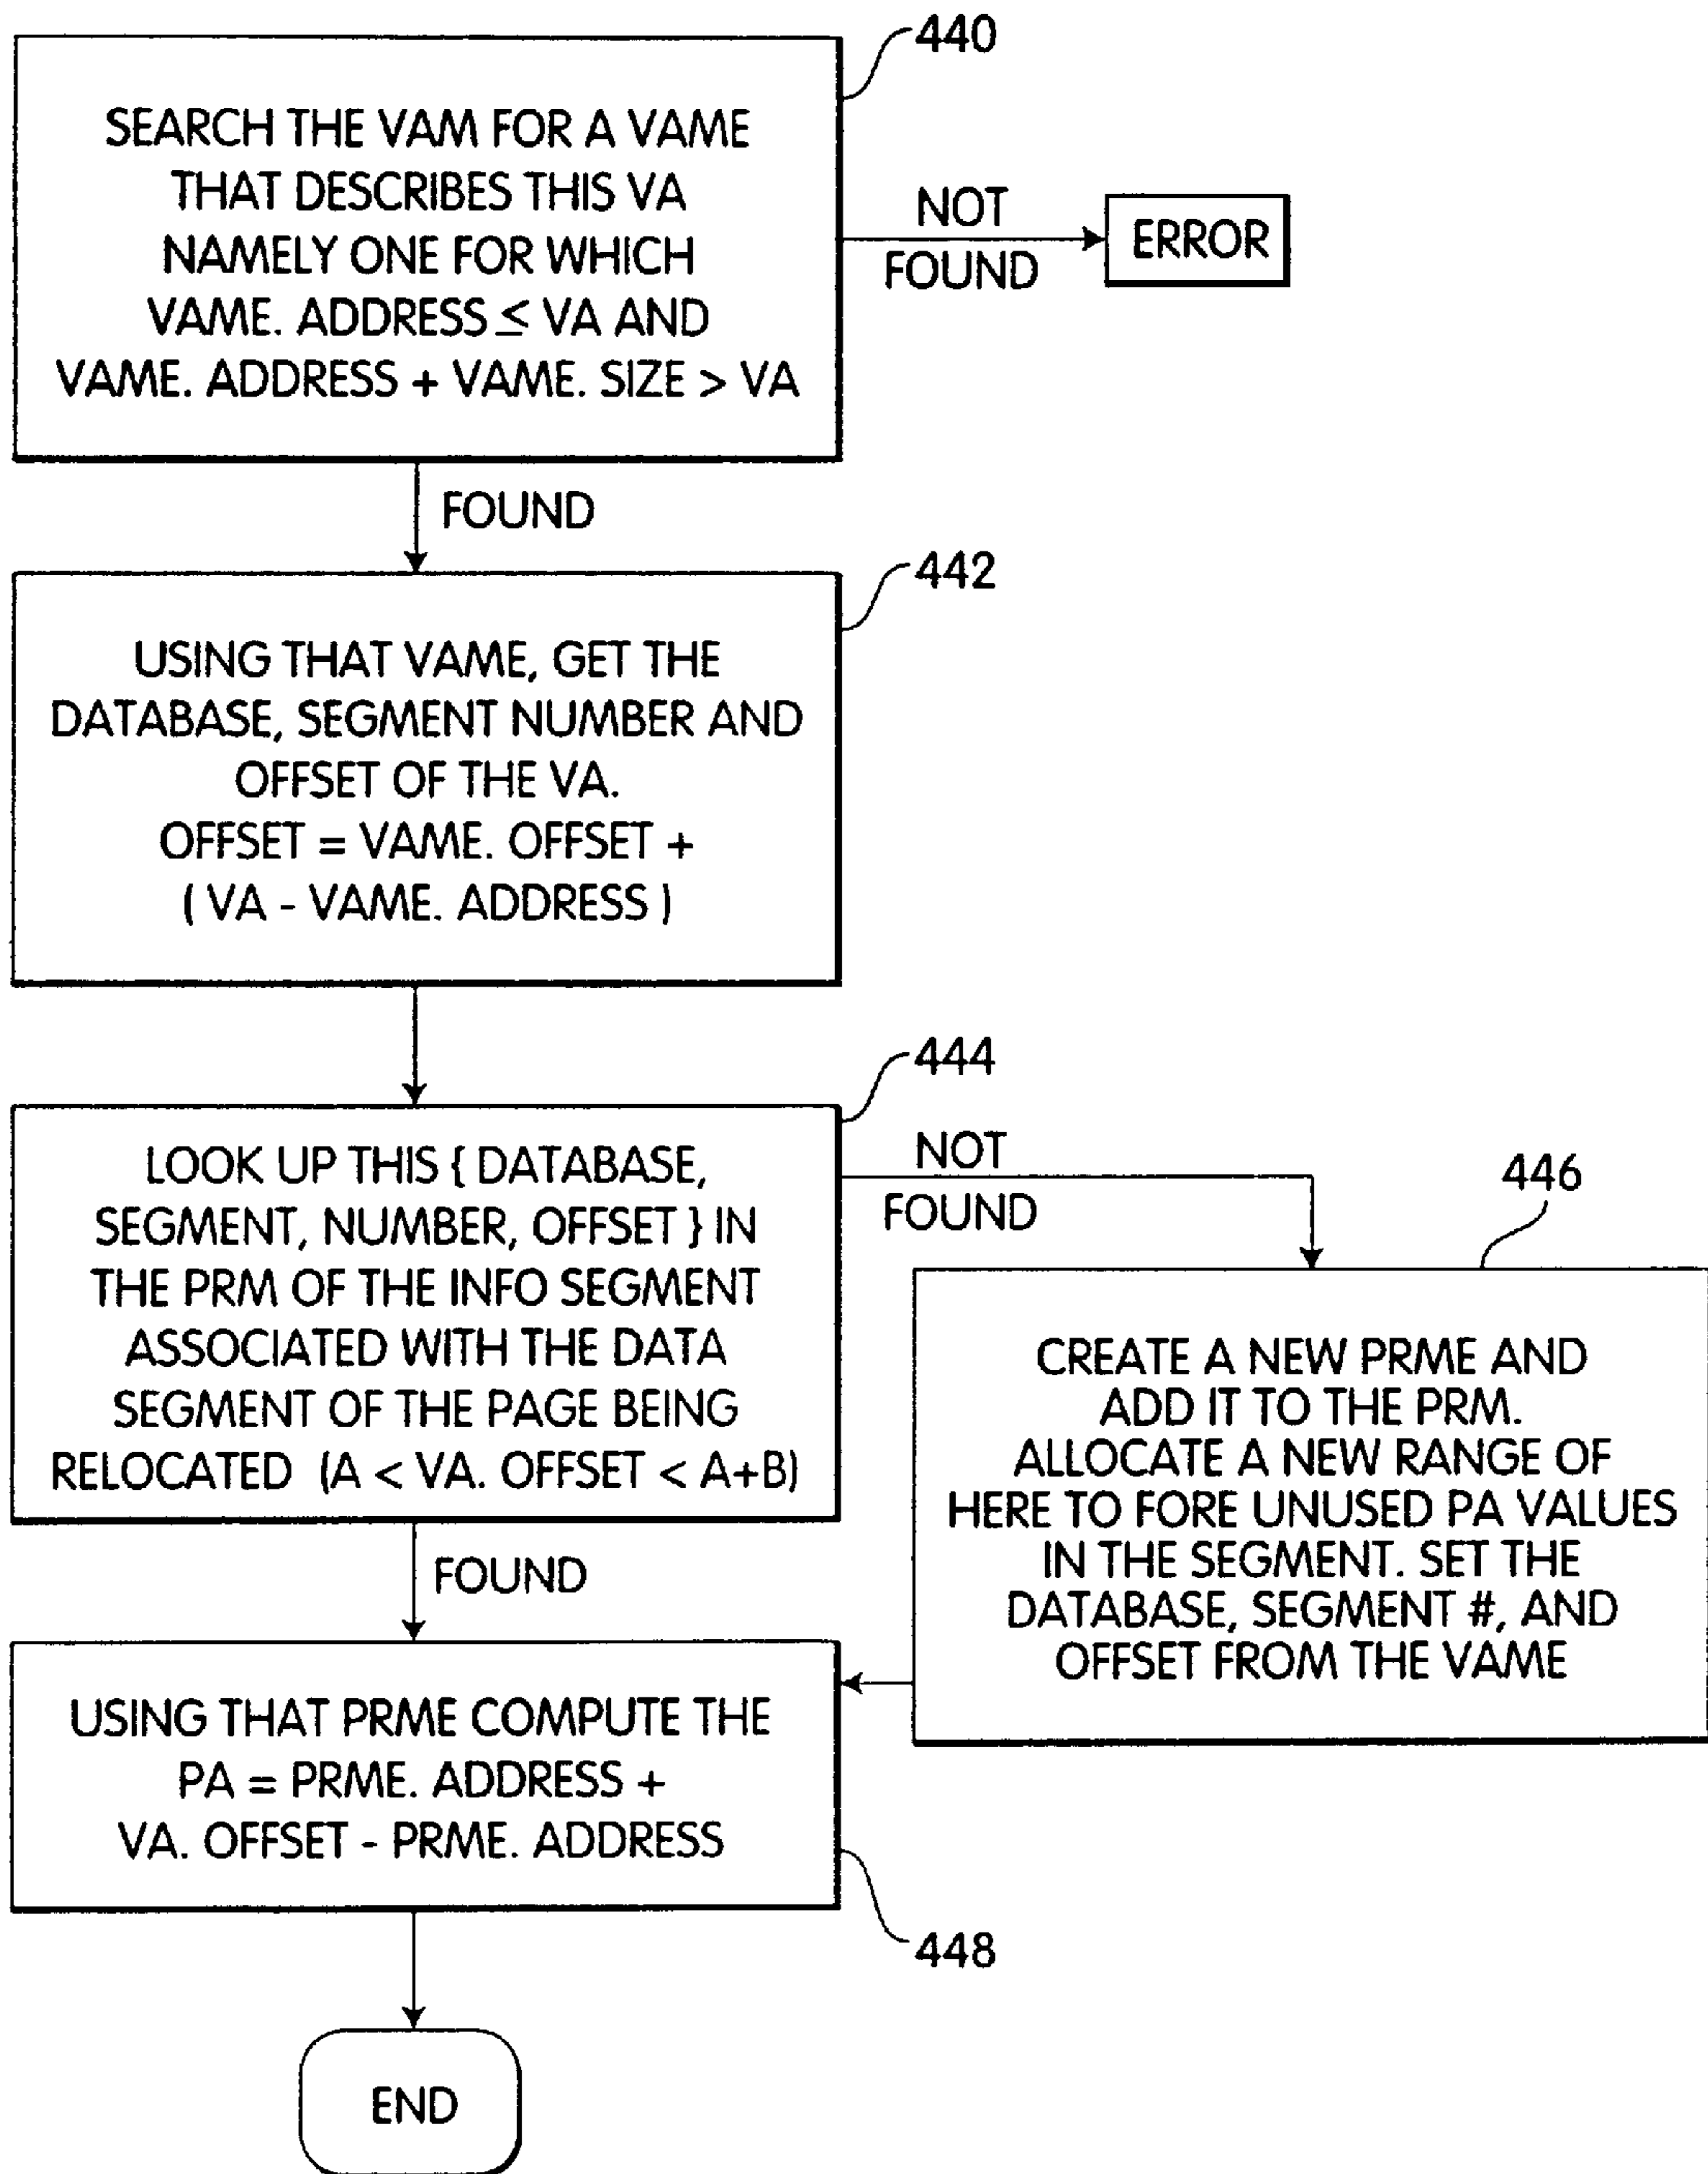 440
SEARCH THE VAM FOR A VAME
THAT DESCRIBES THIS VA
NAMELY ONE FOR WHICH
VAME. ADDRESS ≤ VA AND
VAME. ADDRESS + VAME. SIZE > VA
NOT
FOUND
ERROR
FOUND
442
USING THAT VAME, GET THE
DATABASE, SEGMENT NUMBER AND
OFFSET OF THE VA.
OFFSET = VAME. OFFSET +
( VA - VAME. ADDRESS )
444
LOOK UP THIS { DATABASE,
SEGMENT, NUMBER, OFFSET } IN
THE PRM OF THE INFO SEGMENT
ASSOCIATED WITH THE DATA
SEGMENT OF THE PAGE BEING
RELOCATED (A < VA. OFFSET < A+B)
NOT
FOUND
446
CREATE A NEW PRME AND
ADD IT TO THE PRM.
ALLOCATE A NEW RANGE OF
HERE TO FORE UNUSED PA VALUES
IN THE SEGMENT. SET THE
DATABASE, SEGMENT #, AND
OFFSET FROM THE VAME
FOUND
USING THAT PRME COMPUTE THE
PA = PRME. ADDRESS +
VA. OFFSET - PRME. ADDRESS
448
END